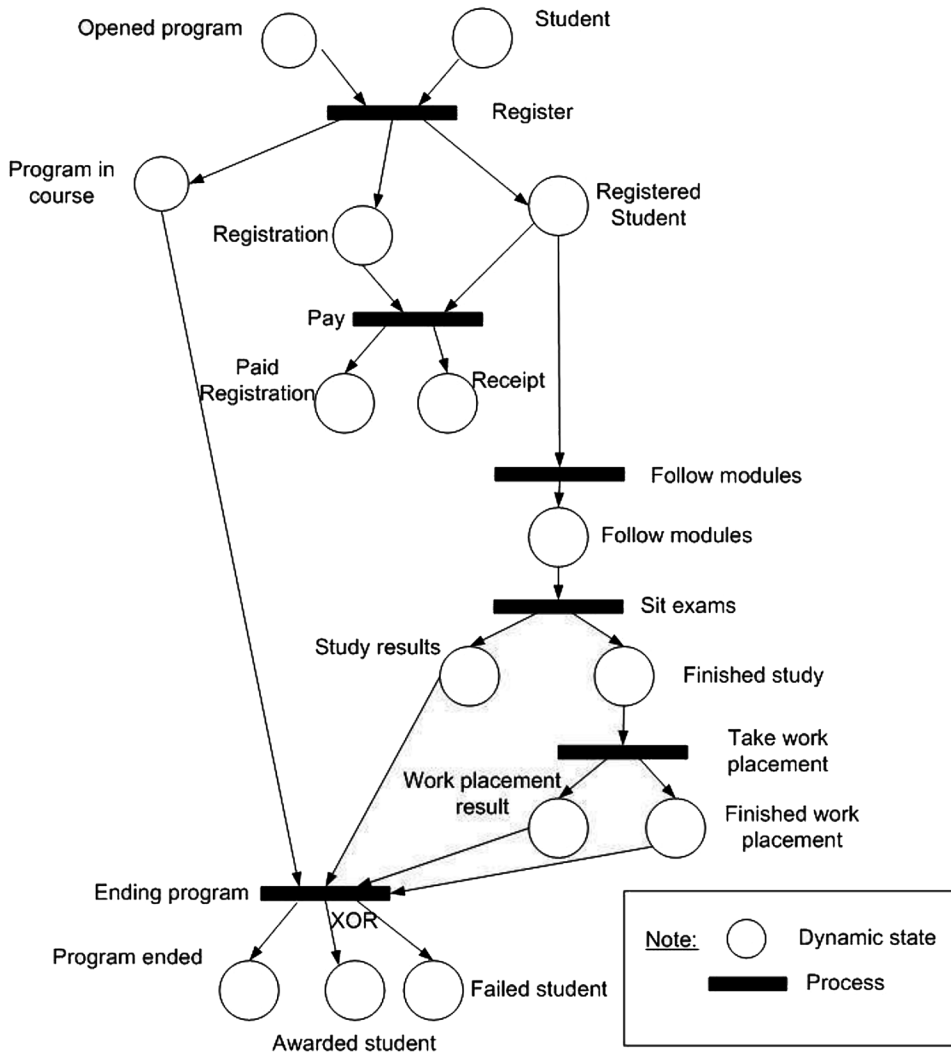 Opened program
Student
Register
Program in
course
Registered
Student
Registration
Pay
Paid
Registration
Receipt
Follow modules
Follow modules
Sit exams
Study results
Finished study
Take work
placement
Work placement
result
Finished work
placement
Ending program
XOR
Program ended
Failed student
Awarded student
Note:
Dynamic state
Process